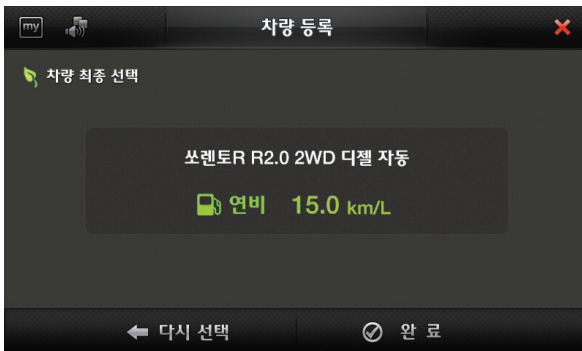 my 차량 등록
차량 최종 선택
쏘렌토R R2.0 2WD 디젤 자동
연비 15.0 km/L
다시 선택 완 료